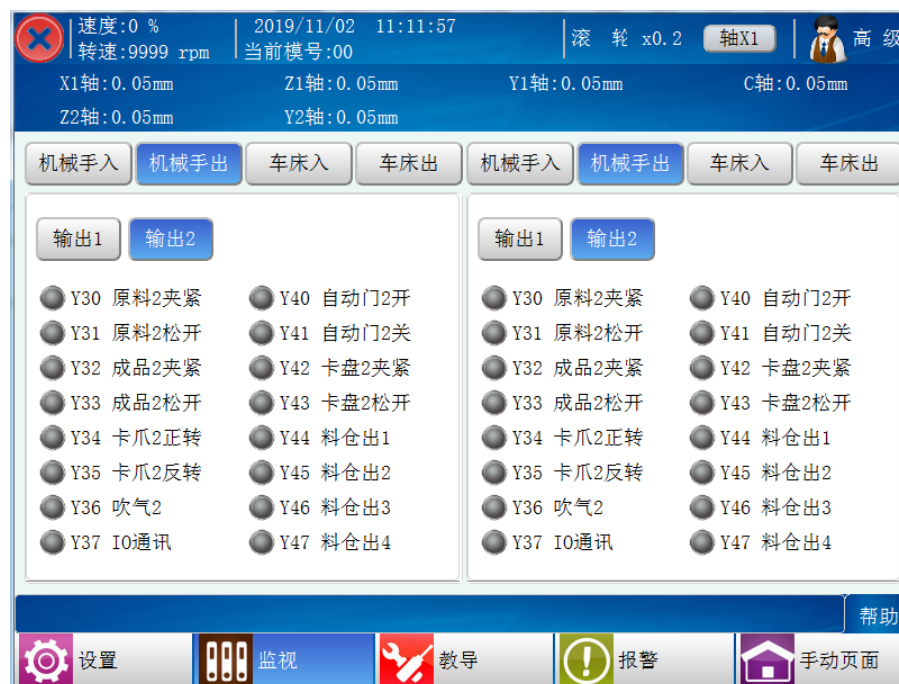 速度:0 % 2019/11/02 11:11:57 滚 轮 x0.2 轴X1 高 级
转速:9999 rpm 当前模号:00
X1轴:0.05mm Z1轴:0.05mm Y1轴:0.05mm C轴:0.05mm
Z2轴:0.05mm Y2轴:0.05mm
机械手入 机械手出 车床入 车床出 机械手入 机械手出 车床入 车床出
输出1 输出2 输出1 输出2
Y30 原料2夹紧 Y40 自动门2开 Y30 原料2夹紧 Y40 自动门2开
Y31 原料2松开 Y41 自动门2关 Y31 原料2松开 Y41 自动门2关
Y32 成品2夹紧 Y42 卡盘2夹紧 Y32 成品2夹紧 Y42 卡盘2夹紧
Y33 成品2松开 Y43 卡盘2松开 Y33 成品2松开 Y43 卡盘2松开
Y34 卡爪2正转 Y44 料仓出1 Y34 卡爪2正转 Y44 料仓出1
Y35 卡爪2反转 Y45 料仓出2 Y35 卡爪2反转 Y45 料仓出2
Y36 吹气2 Y46 料仓出3 Y36 吹气2 Y46 料仓出3
Y37 IO通讯 Y47 料仓出4 Y37 IO通讯 Y47 料仓出4
帮助
设置 监视 教导 报警 手动页面